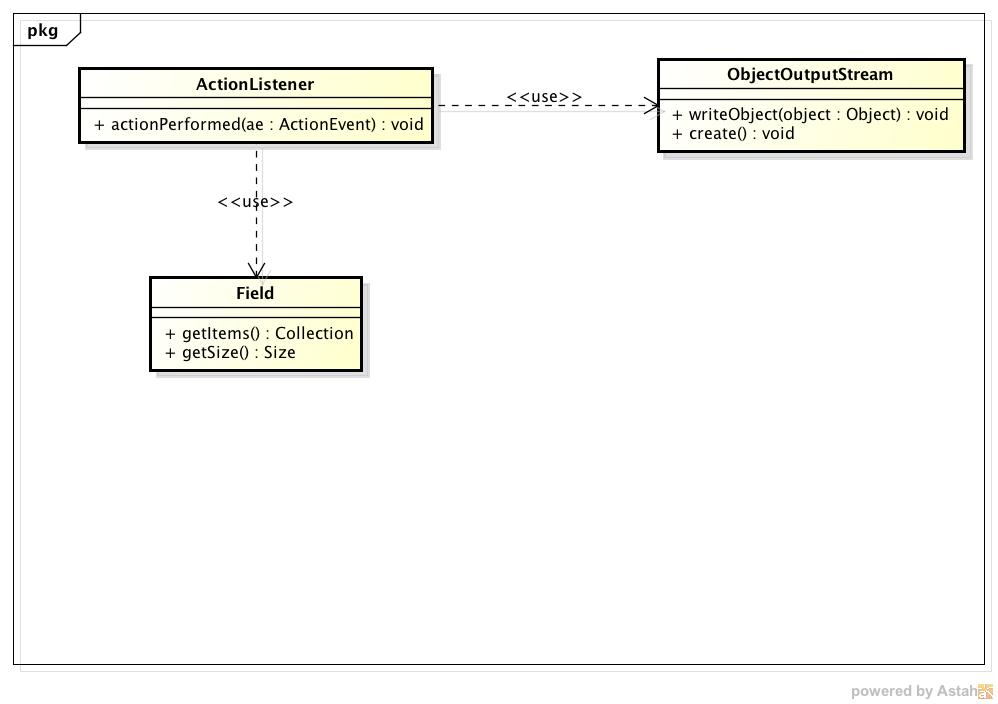 pkg
ActionListener
+ actionPerformed(ae : ActionEvent) : void
<<use>>
ObjectOutputStream
+ writeObject(object : Object) : void
+ create() : void
<<use>>
Field
+ getItems() : Collection
+ getSize() : Size
powered by Astah